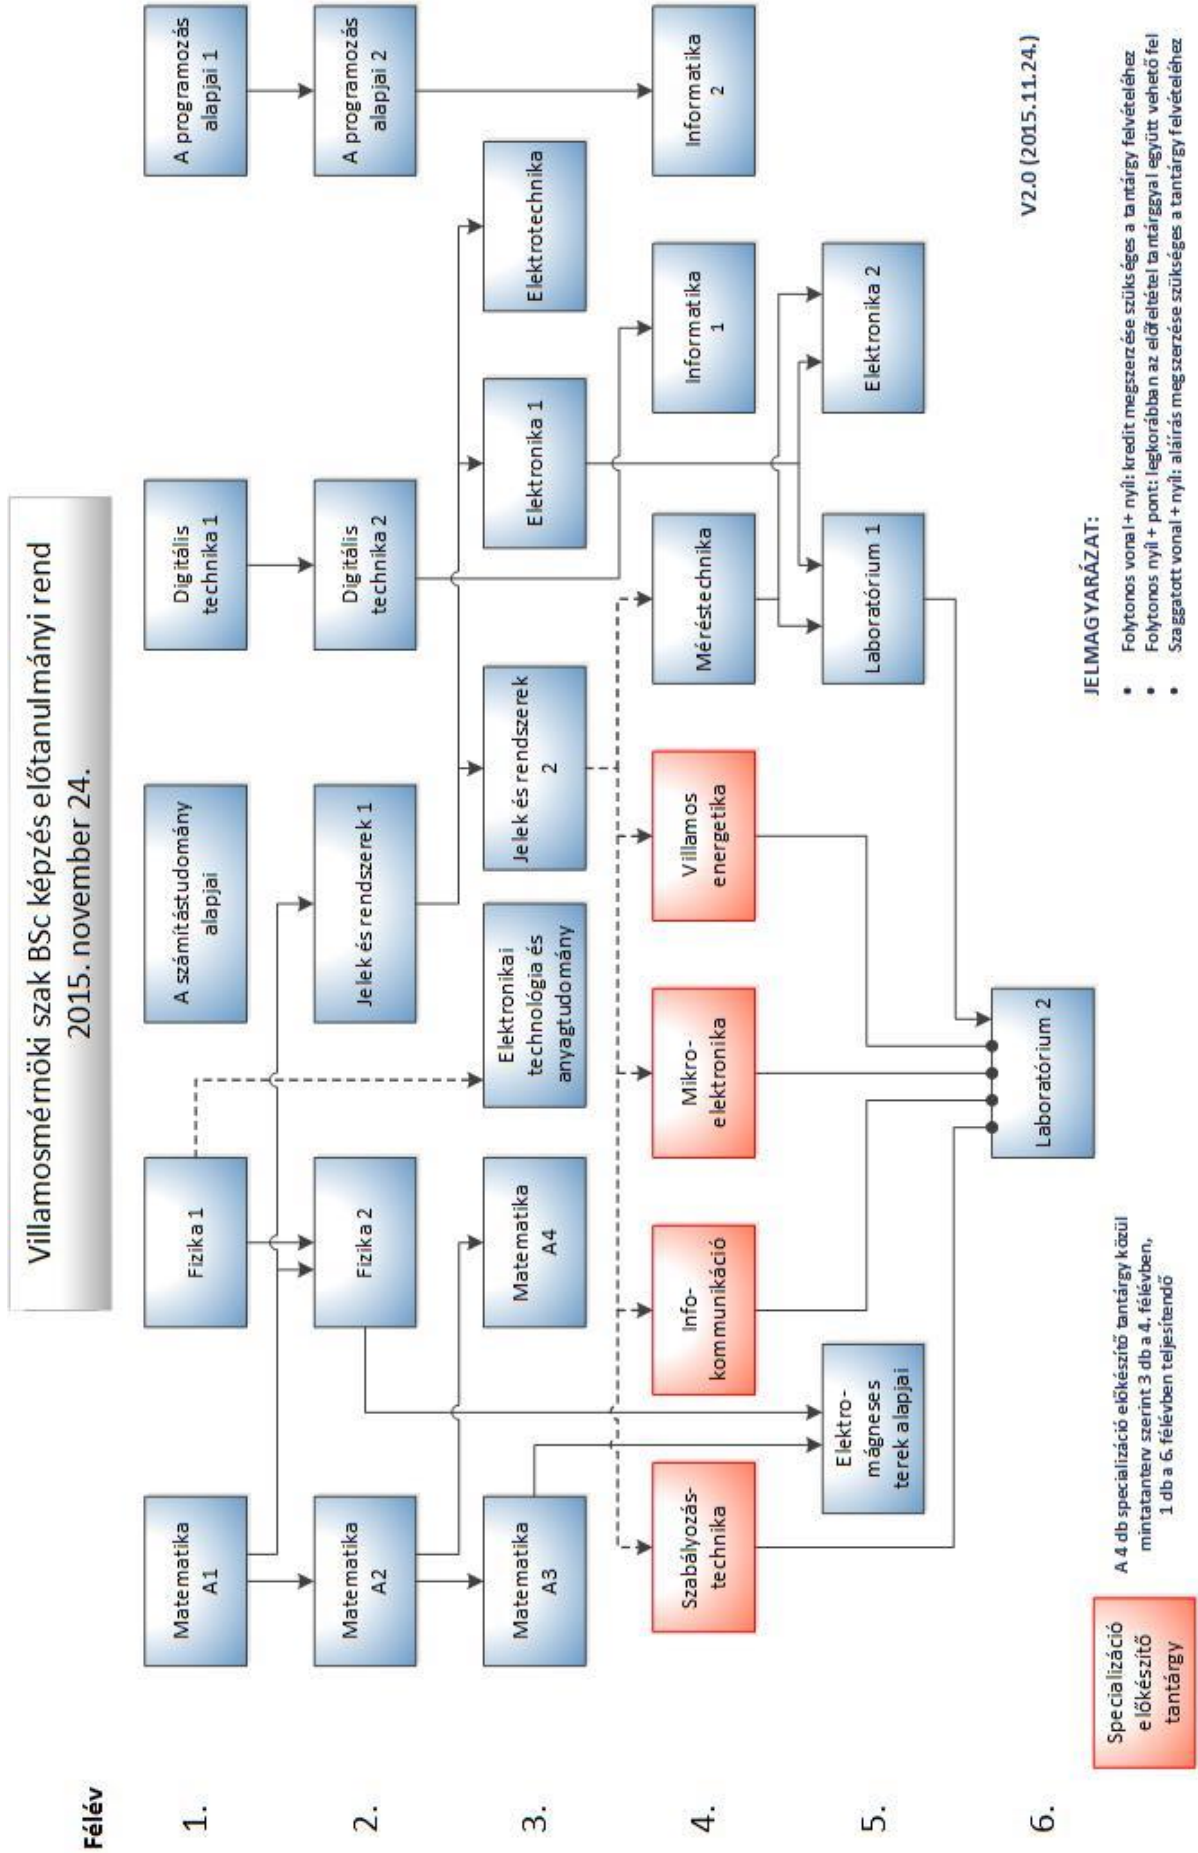 Villamosmérnöki szak BSc képzés előtanulmányi rend
2015. november 24.
Félév
1.
Matematika
A1
Fizika 1
A számítástudomány
alapjai
Digitális
technika 1
A programozás
alapjai 1
2.
Matematika
A2
Fizika 2
Jelek és rendszerek 1
Digitális
technika 2
A programozás
alapjai 2
3.
Matematika
A3
Matematika
A4
Elektronikai
technológia és
anyagtudomány
Jelek és rendszerek
2
Elektronika 1
Elektrotechnika
4.
Szabályozás-
technika
Info-
kommunikáció
Mikro-
elektronika
Villamos
energetika
Méréstechnika
Informatika
1
Informatika
2
5.
Elektro-
mágneses
terek alapjai
Laboratórium 1
Elektronika 2
6.
Laboratórium 2
V2.0 (2015.11.24.)
Specializáció
előkészítő
tantárgy
A 4 db specializáció előkészítő tantárgy közül
mintatanterv szerint 3 db a 4. félévben,
1 db a 6. félévben teljesítendő
JELMAGYARÁZAT:
• Folytonos vonal + nyíl: kredit megszerzése szükséges a tantárgy felvételéhez
• Folytonos nyíl + pont: legkorábban az előfeltétel tantárggyal együtt vehető fel
• Szaggatott vonal + nyíl: aláírás megszerzése szükséges a tantárgy felvételéhez